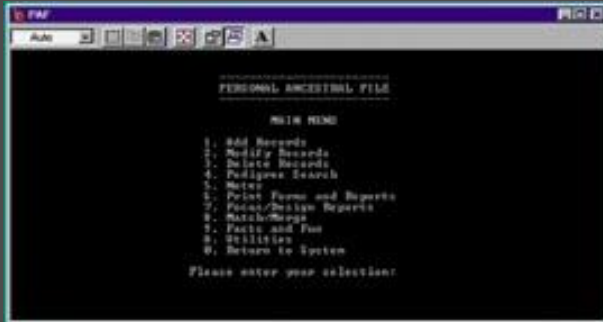 PAF
Auto
A
PERSONAL ANCESTRAL FILE
MAIN MENU
1. Add Records
2. Modify Records
3. Delete Records
4. Pedigree Search
5. Notes
6. Print Forms and Reports
7. Focus/Design Reports
8. Match/Merge
9. Facts and Fun
Utilities
0. Return to System
Please enter your selection: